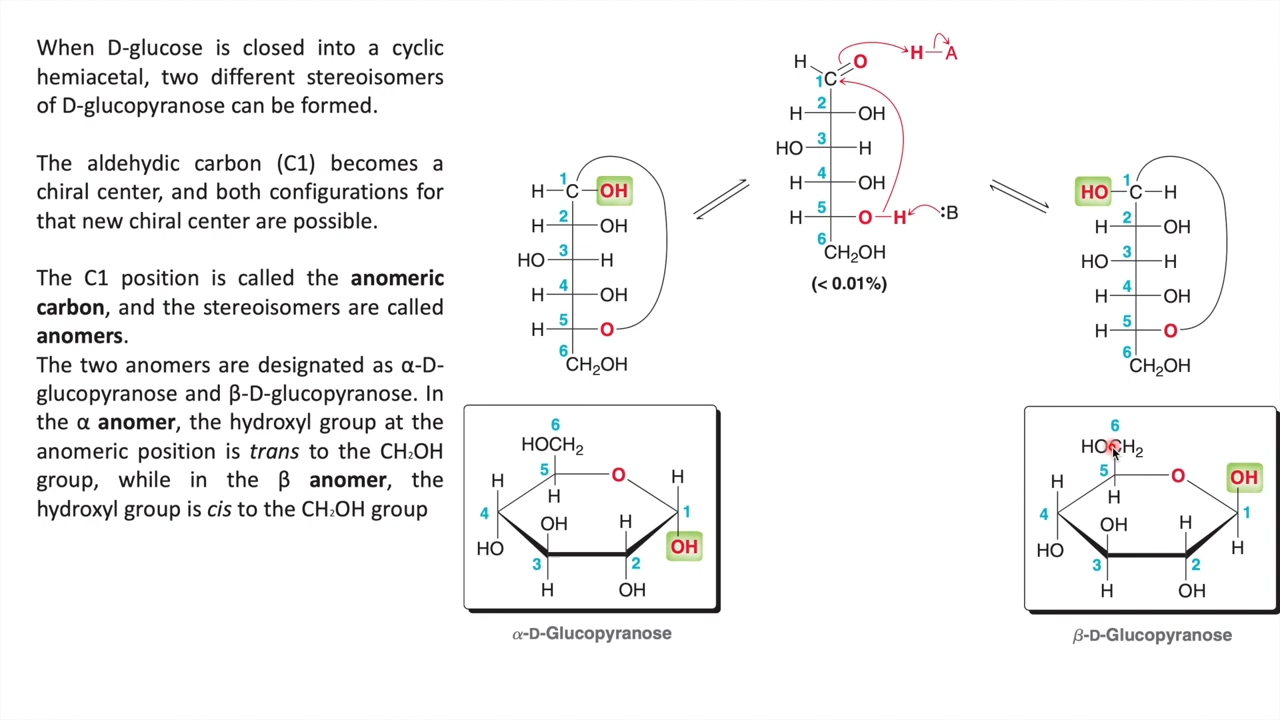 When D-glucose is closed into a cyclic
hemiacetal, two different stereoisomers
of D-glucopyranose can be formed.
The aldehydic carbon (C1) becomes a
chiral center, and both configurations for
that new chiral center are possible.
The C1 position is called the anomeric
carbon, and the stereoisomers are called
anomers.
The two anomers are designated as α-D-
glucopyranose and β-D-glucopyranose. In
the α anomer, the hydroxyl group at the
anomeric position is trans to the CH₂OH
group, while in the β anomer, the
hydroxyl group is cis to the CH₂OH group
H O H—A
1 C
2
H OH
3
HO H
4
H OH
5
H O—H :B
6
CH₂OH
(< 0.01%)
1
H—C—OH
2
H OH
3
HO H
4
H OH
5
H O
6
CH₂OH
1
HO—C—H
2
H OH
3
HO H
4
H OH
5
H O
6
CH₂OH
6
HOCH₂
5 O H
H H
4 OH H 1
HO OH
3 2
H OH
α-D-Glucopyranose
6
HOCH₂
5 O OH
H H
4 OH H 1
HO H
3 2
H OH
β-D-Glucopyranose